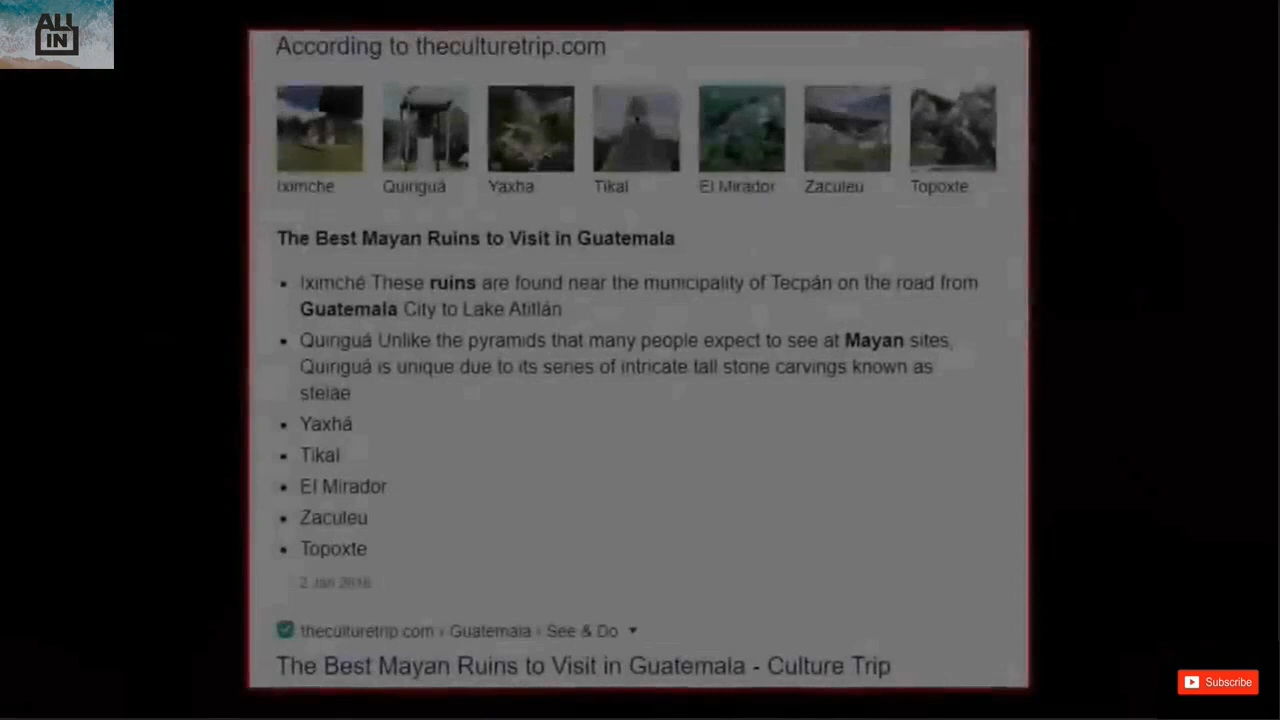 ALL
IN
According to theculturetrip.com
Iximche Quiriguá Yaxha Tikal El Mirador Zaculeu Topoxte
The Best Mayan Ruins to Visit in Guatemala
Iximché These ruins are found near the municipality of Tecpán on the road from
Guatemala City to Lake Atitlán
Quiriguá Unlike the pyramids that many people expect to see at Mayan sites,
Quiriguá is unique due to its series of intricate tall stone carvings known as
stelae
Yaxhá
Tikal
El Mirador
Zaculeu
Topoxte
2 Jan
theculturetrip.com › Guatemala › See & Do
The Best Mayan Ruins to Visit in Guatemala - Culture Trip
Subscribe